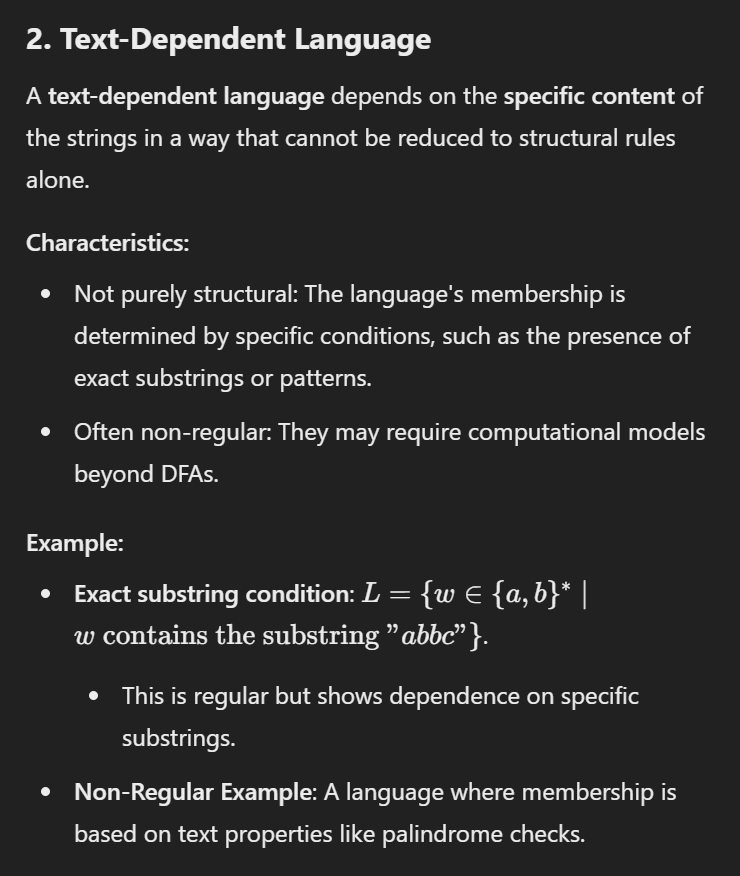 2. Text-Dependent Language
A text-dependent language depends on the specific content of
the strings in a way that cannot be reduced to structural rules
alone.
Characteristics:
• Not purely structural: The language's membership is
determined by specific conditions, such as the presence of
exact substrings or patterns.
• Often non-regular: They may require computational models
beyond DFAs.
Example:
• Exact substring condition: L = {w ∈ {a, b}* |
w contains the substring ”abbc”}.
• This is regular but shows dependence on specific
substrings.
• Non-Regular Example: A language where membership is
based on text properties like palindrome checks.